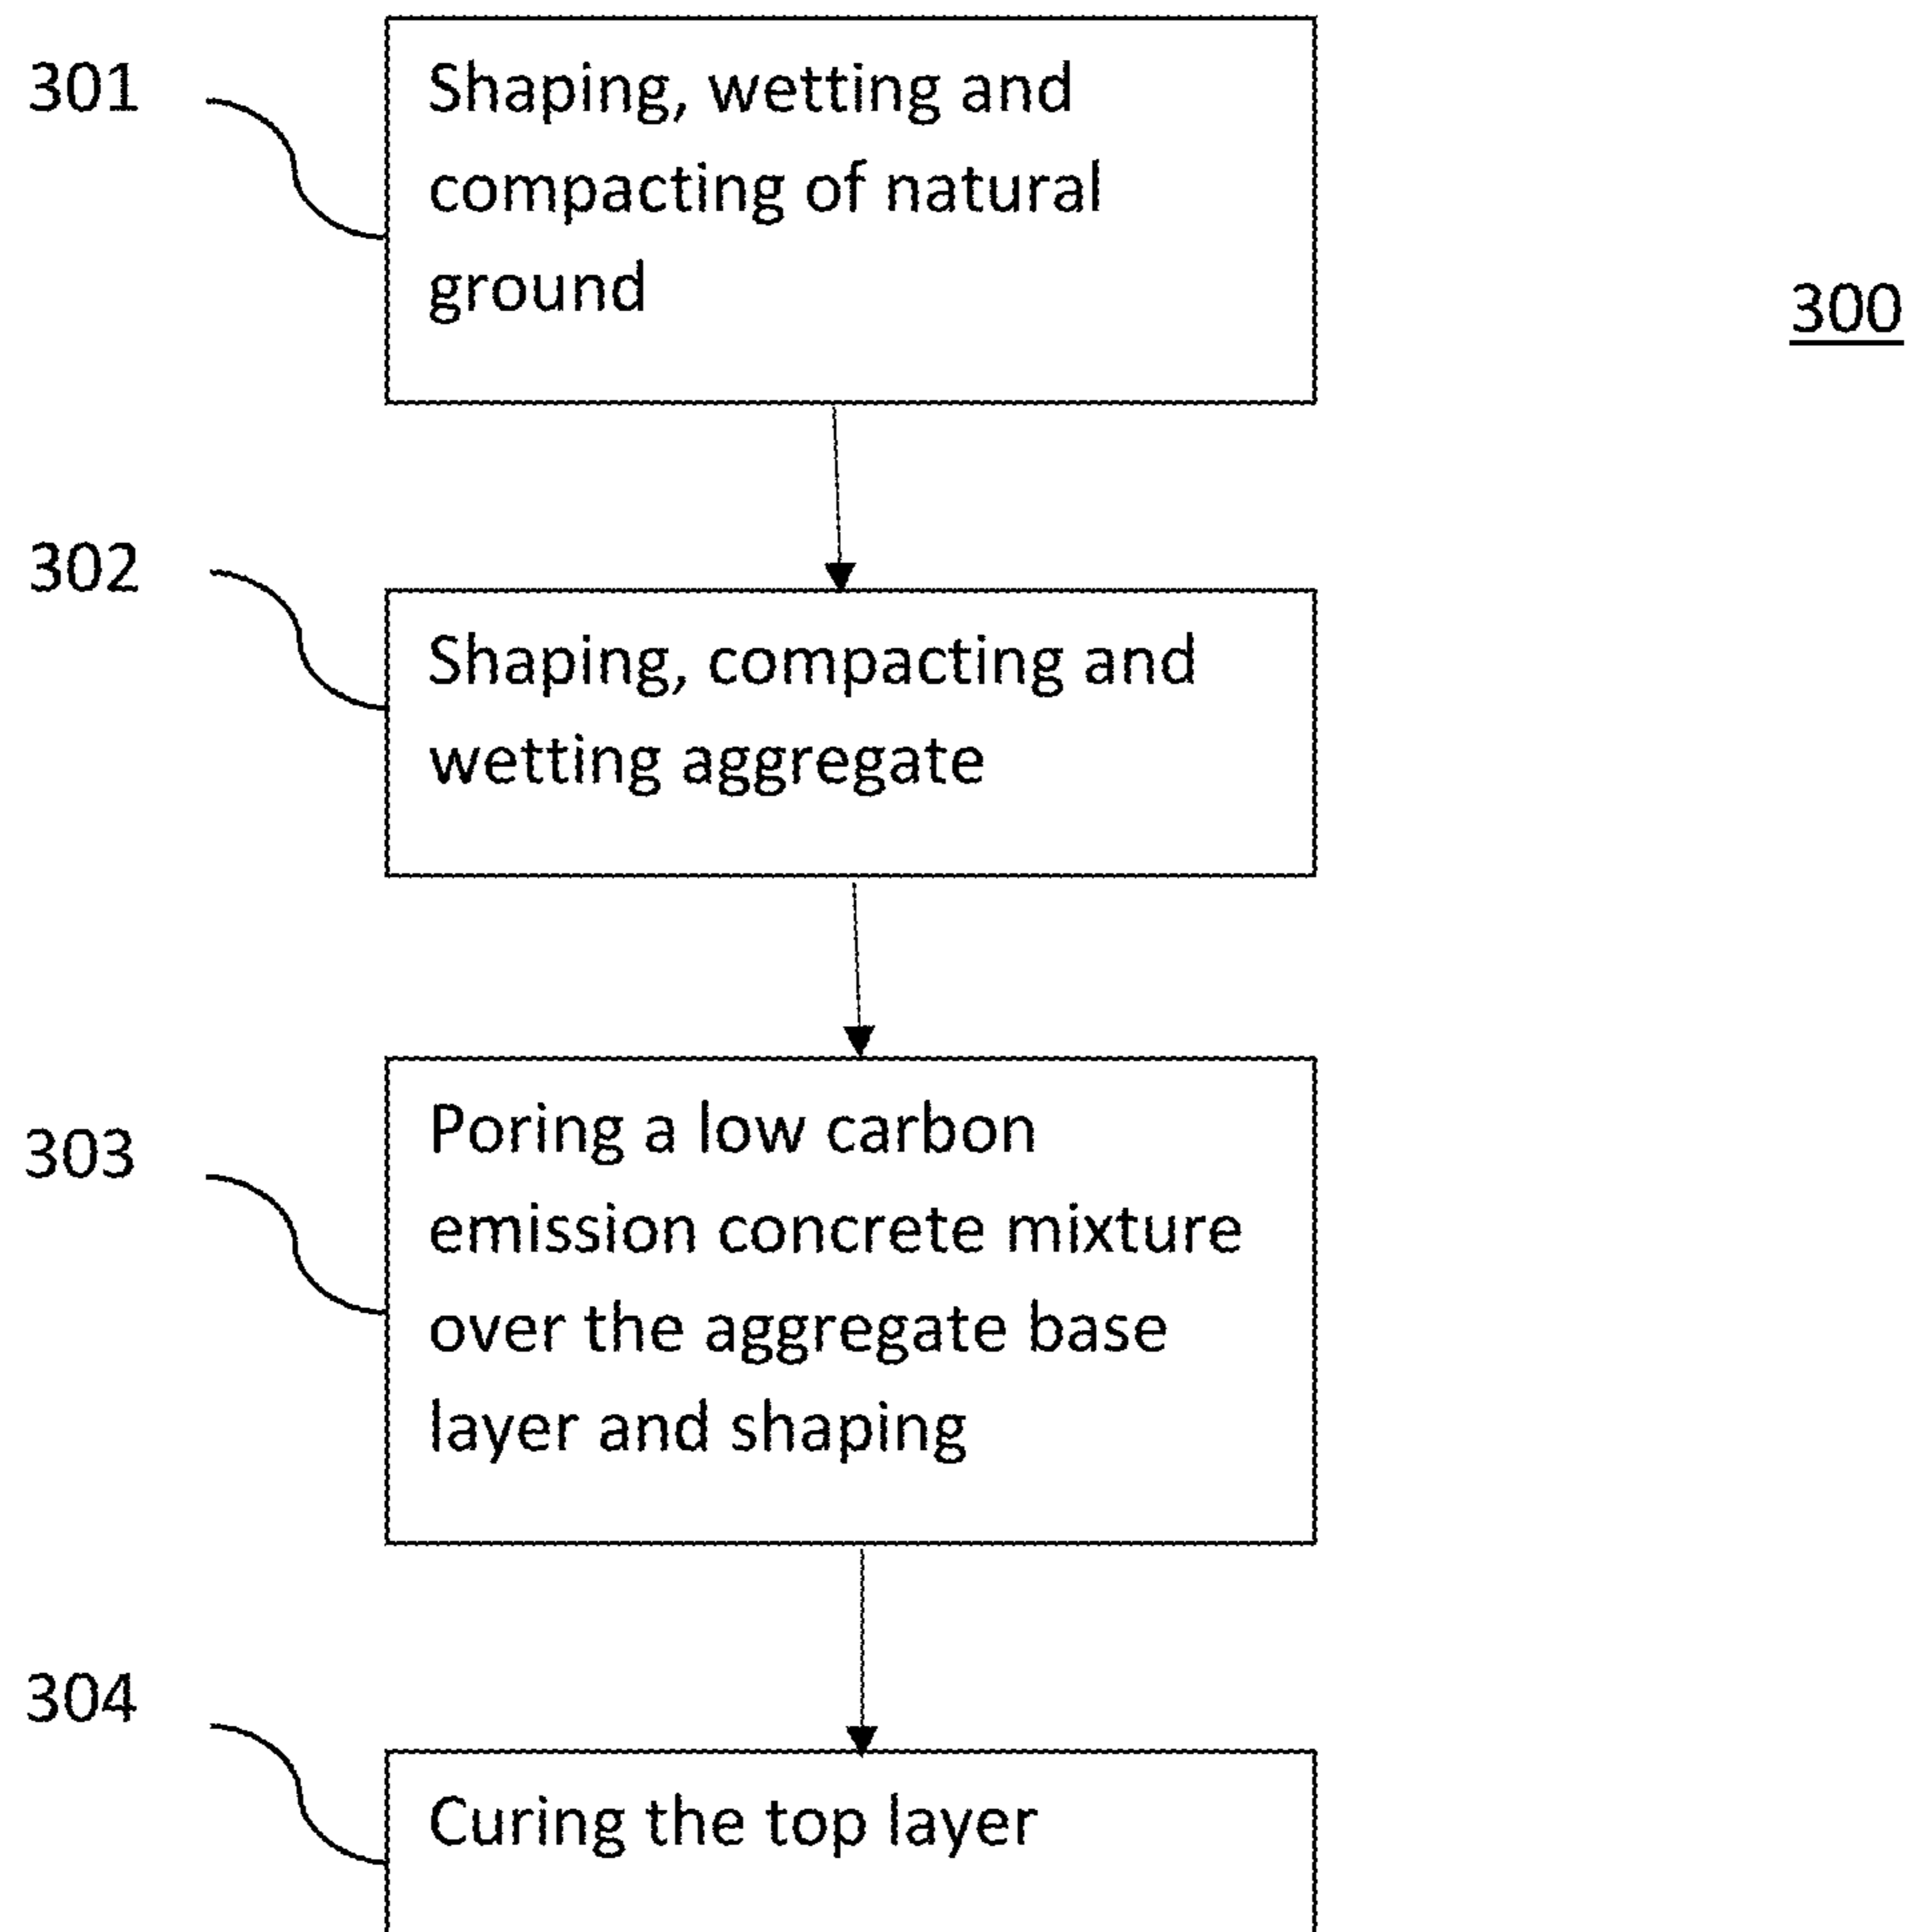 301
Shaping, wetting and
compacting of natural
ground
300
302
Shaping, compacting and
wetting aggregate
303
Poring a low carbon
emission concrete mixture
over the aggregate base
layer and shaping
304
Curing the top layer